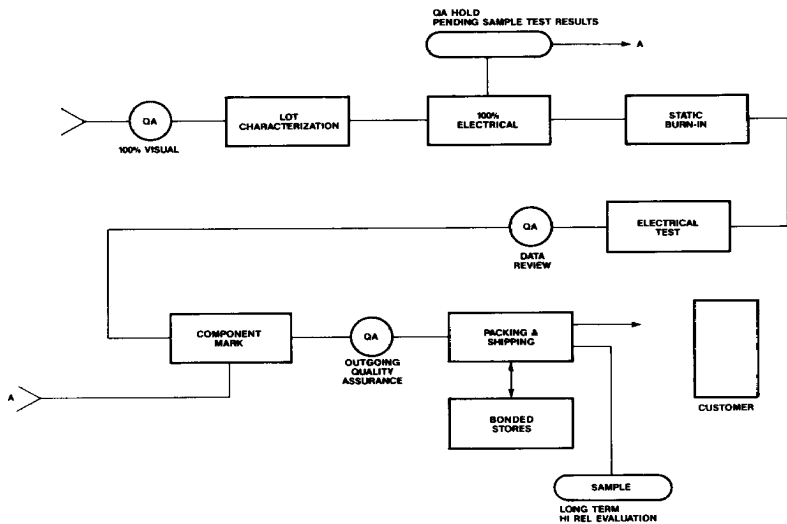 QA HOLD
PENDING SAMPLE TEST RESULTS
A
QA
100% VISUAL
LOT
CHARACTERIZATION
100%
ELECTRICAL
STATIC
BURN-IN
QA
DATA
REVIEW
ELECTRICAL
TEST
COMPONENT
MARK
QA
OUTGOING
QUALITY
ASSURANCE
PACKING &
SHIPPING
CUSTOMER
A
BONDED
STORES
SAMPLE
LONG TERM
HI REL EVALUATION